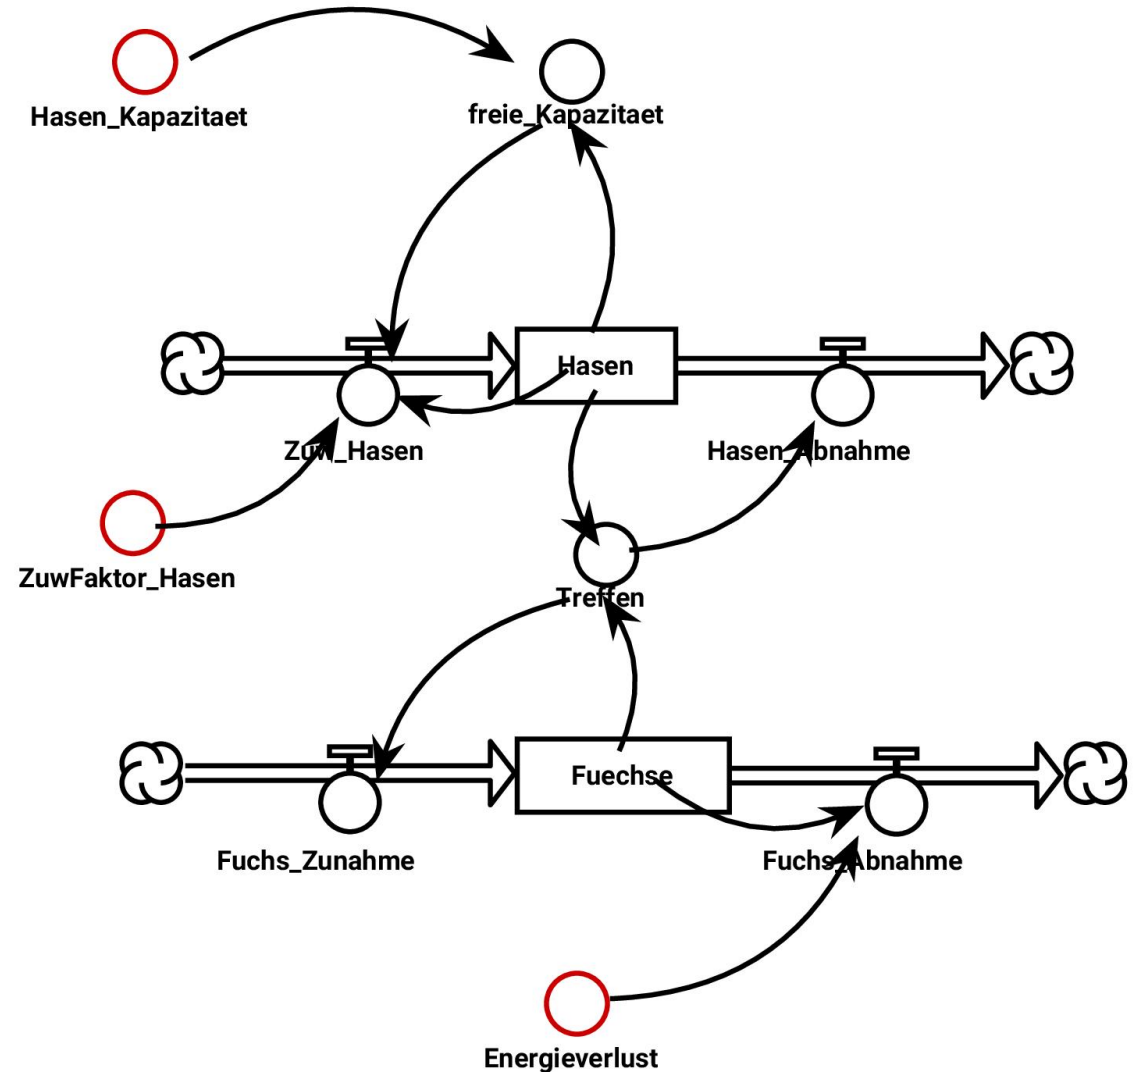 Hasen_Kapazitaet
freie_Kapazitaet
Hasen
Zuw_Hasen
Hasen_Abnahme
ZuwFaktor_Hasen
Treffen
Fuechse
Fuchs_Zunahme
Fuchs_Abnahme
Energieverlust